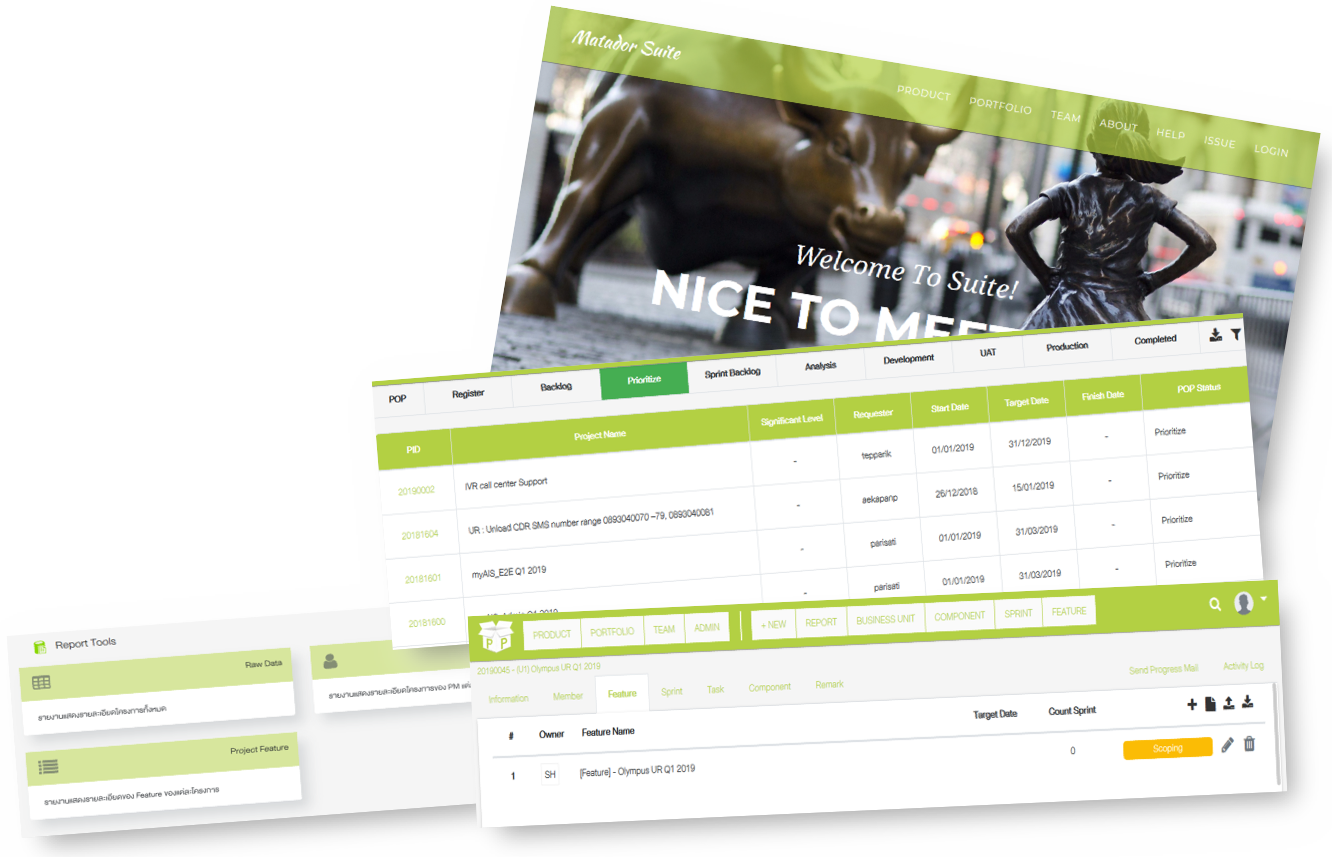 Matador Suite
PRODUCT PORTFOLIO TEAM ABOUT HELP ISSUE LOGIN
Welcome To Suite!
NICE TO MEET
POP Register Backlog Prioritize Sprint Backlog Analysis Development UAT Production Completed
PID Project Name Significant Level Requester Start Date Target Date Finish Date POP Status
20190002 IVR call center Support - tepparik 01/01/2019 31/12/2019 - Prioritize
20181604 UR : Unload CDR SMS number range 0893040070 –79, 0893040081 - aekapanp 26/12/2018 15/01/2019 - Prioritize
20181601 myAIS_E2E Q1 2019 - parisati 01/01/2019 31/03/2019 - Prioritize
20181600 Q1 2019 - parisati 01/01/2019 31/03/2019 - Prioritize
Report Tools
Raw Data
รายงานแสดงรายละเอียดโครงการทั้งหมด
รายงานแสดงรายละเอียดโครงการของ PM
Project Feature
รายงานแสดงรายละเอียดของ Feature ของแต่ละโครงการ
P P
PRODUCT PORTFOLIO TEAM ADMIN + NEW REPORT BUSINESS UNIT COMPONENT SPRINT FEATURE
20190045 - (U1) Olympus UR Q1 2019
Send Progress Mail Activity Log
Information Member Feature Sprint Task Component Remark
# Owner Feature Name Target Date Count Sprint
1 SH [Feature] - Olympus UR Q1 2019 0 Scoping